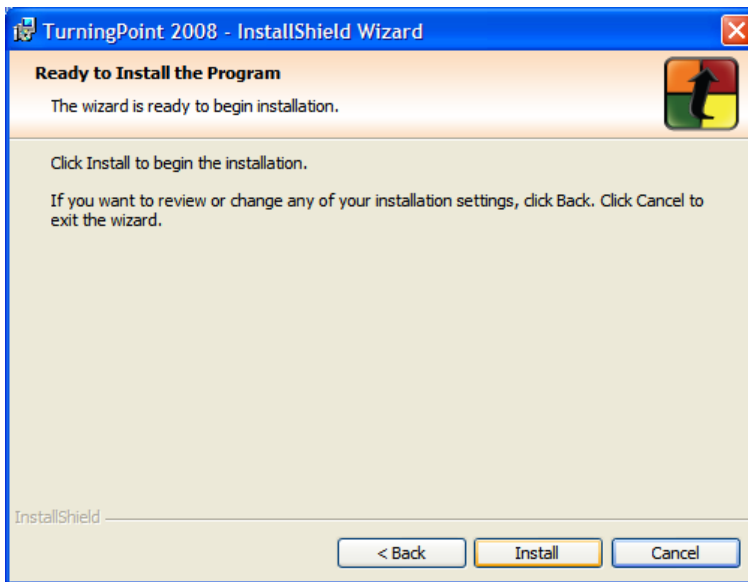 TurningPoint 2008 - InstallShield Wizard
Ready to Install the Program
The wizard is ready to begin installation.
Click Install to begin the installation.
If you want to review or change any of your installation settings, click Back. Click Cancel to
exit the wizard.
InstallShield
< Back Install Cancel